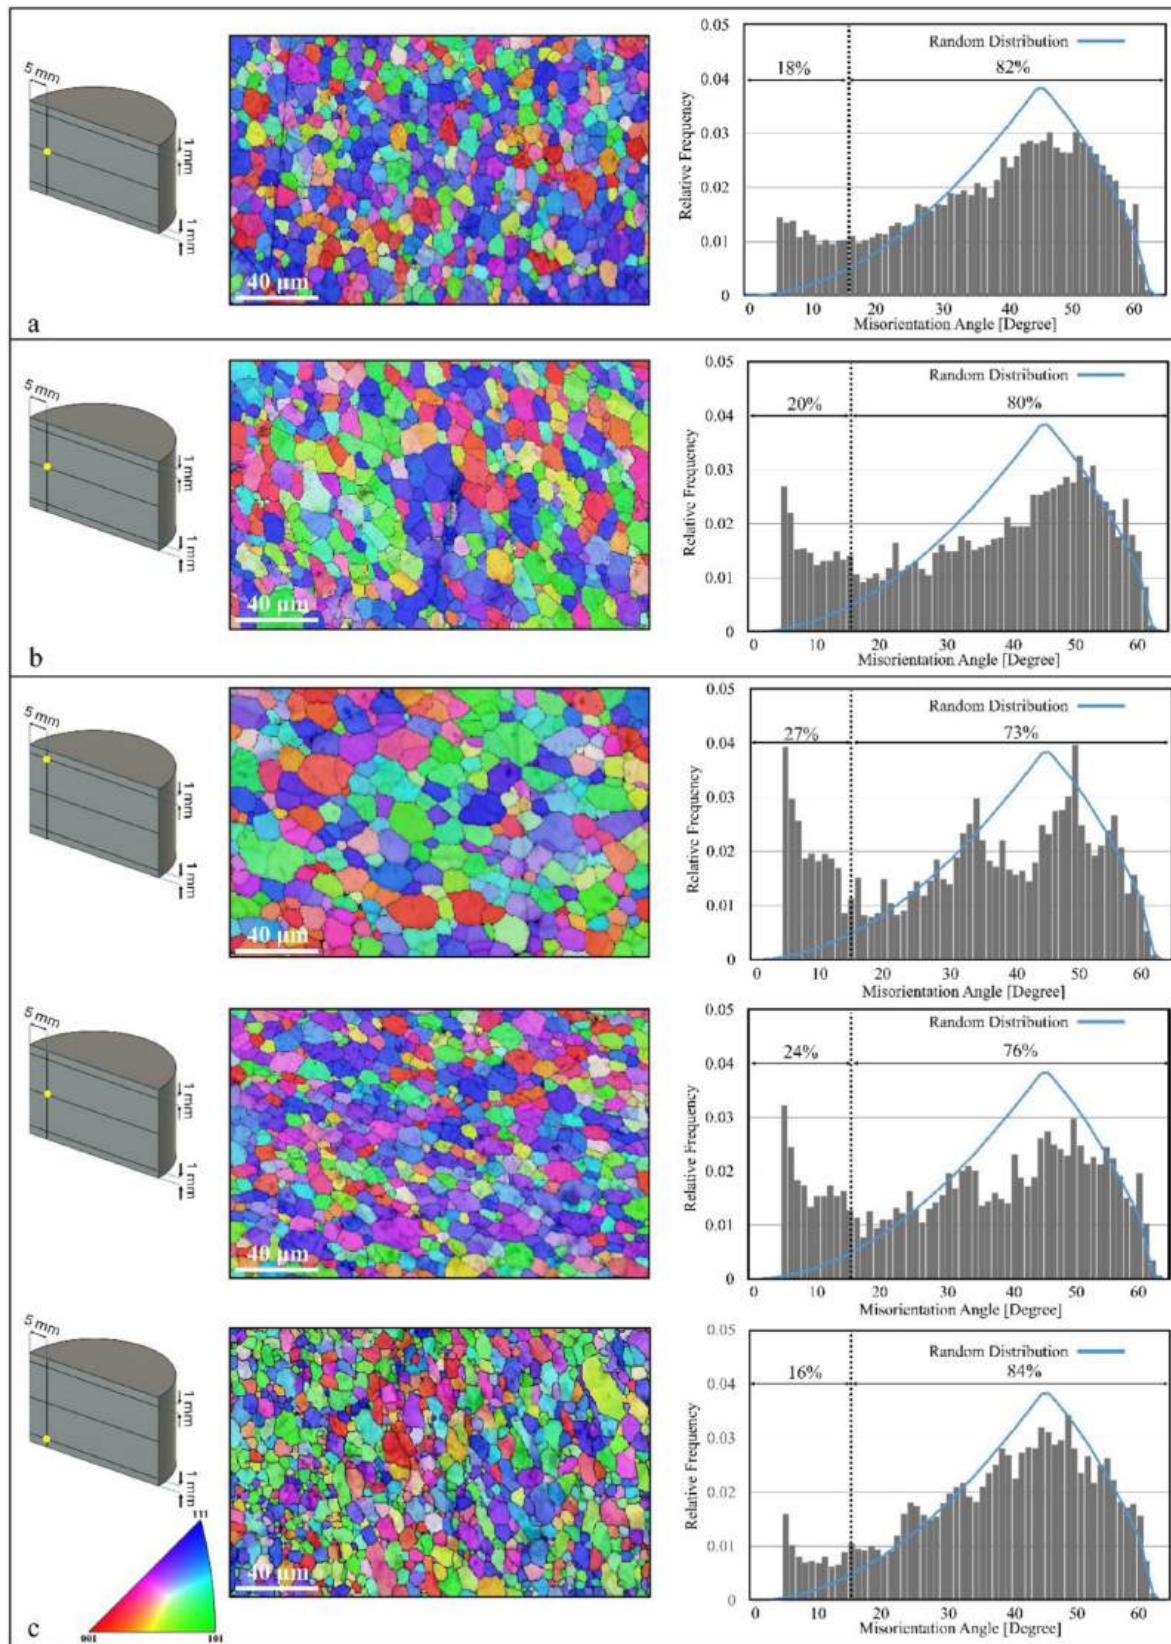 5 mm
1 mm
1 mm
40 µm
a
0.05
0.04
0.03
0.02
0.01
0
Random Distribution
18%
82%
Relative Frequency
10
20
30
40
50
60
Misorientation Angle [Degree]
5 mm
1 mm
1 mm
40 µm
b
0.05
0.04
0.03
0.02
0.01
0
Random Distribution
20%
80%
Relative Frequency
0
10
20
30
40
50
60
Misorientation Angle [Degree]
5 mm
1 mm
1 mm
40 µm
0.05
0.04
0.03
0.02
0.01
0
Random Distribution
27%
73%
Relative Frequency
0
10
20
30
40
50
60
Misorientation Angle [Degree]
5 mm
1 mm
1 mm
40 µm
0.05
0.04
0.03
0.02
0.01
0
Random Distribution
24%
76%
Relative Frequency
0
10
20
30
40
50
60
Misorientation Angle [Degree]
5 mm
1 mm
1 mm
40 µm
0.05
0.04
0.03
0.02
0.01
0
Random Distribution
16%
84%
Relative Frequency
0
10
20
30
40
50
60
Misorientation Angle [Degree]
111
001
101
c